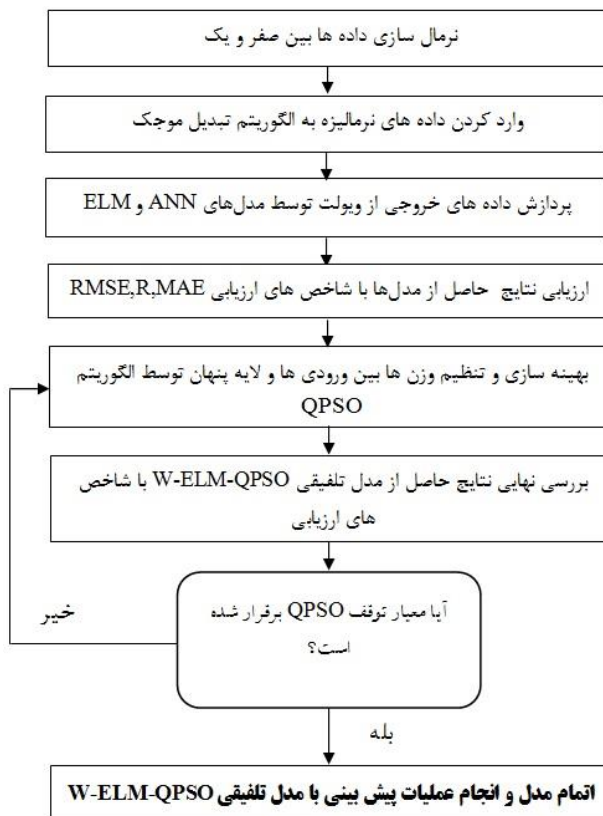 نرمال سازی داده ها بین صفر و یک
وارد کردن داده های نرمالیزه به الگوریتم تبدیل موجک
پردازش داده های خروجی از ویولت توسط مدل‌های ANN و ELM
ارزیابی نتایج حاصل از مدل‌ها با شاخص های ارزیابی RMSE,R,MAE
بهینه سازی و تنظیم وزن ها بین ورودی ها و لایه پنهان توسط الگوریتم
QPSO
بررسی نهایی نتایج حاصل از مدل تلفیقی W-ELM-QPSO با شاخص
های ارزیابی
آیا معیار توقف QPSO برقرار شده
است؟
خیر
بله
اتمام مدل و انجام عملیات پیش بینی با مدل تلفیقی W-ELM-QPSO